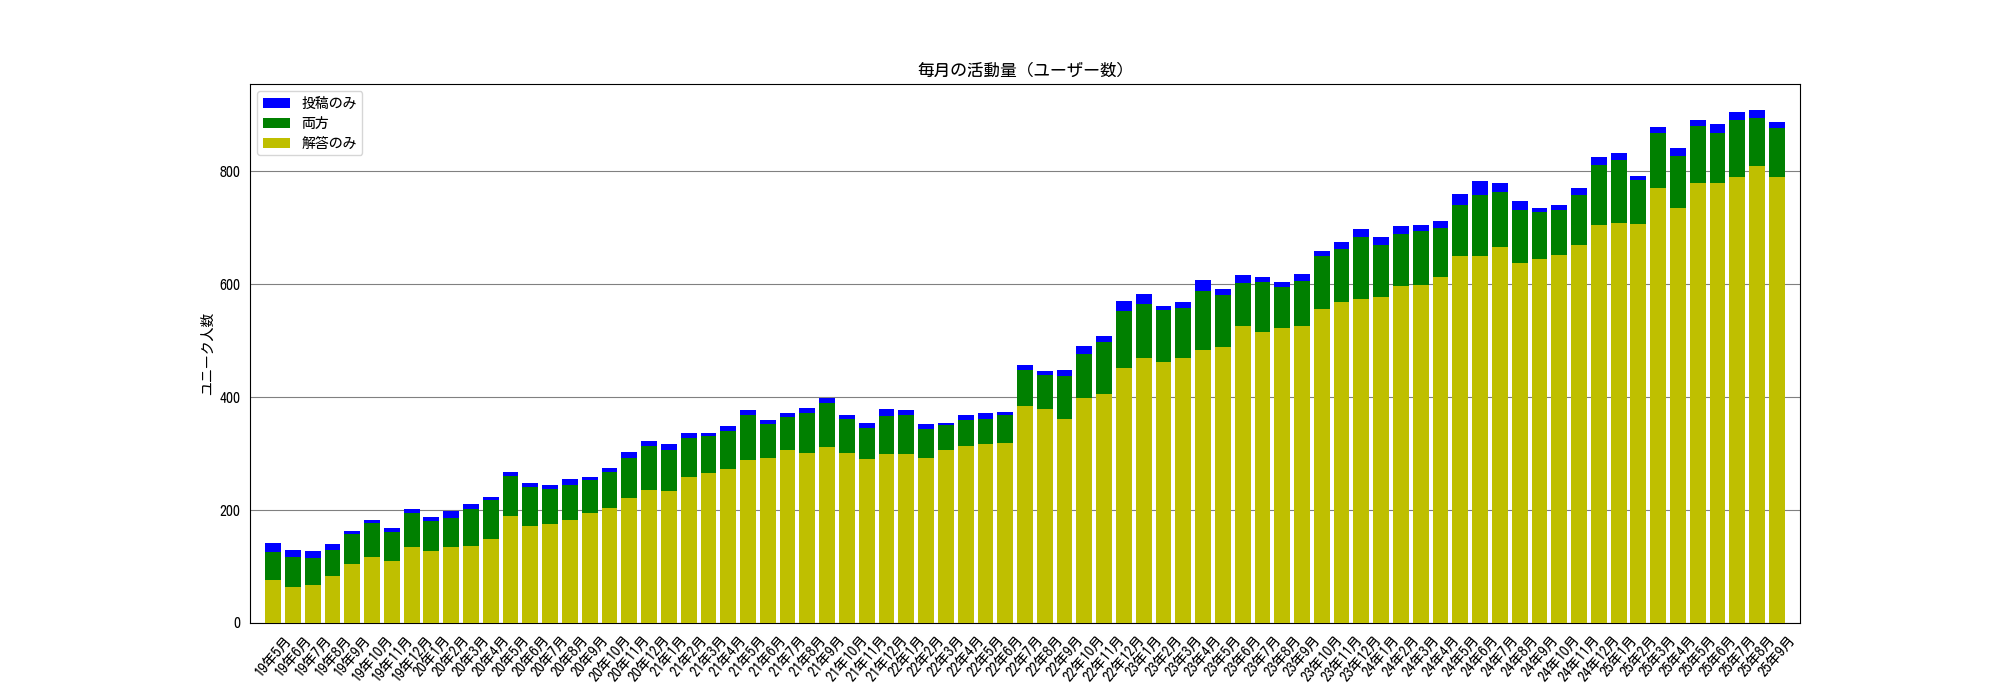 毎月の活動量（ユーザー数）
投稿のみ
両方
解答のみ
ユニーク人数
800
600
400
200
0
19年5月
19年6月
19年7月
19年8月
19年9月
19年10月
19年11月
19年12月
20年1月
20年2月
20年3月
20年4月
20年5月
20年6月
20年7月
20年8月
20年9月
20年10月
20年11月
20年12月
21年1月
21年2月
21年3月
21年4月
21年5月
21年6月
21年7月
21年8月
21年9月
21年10月
21年11月
21年12月
22年1月
22年2月
22年3月
22年4月
22年5月
22年6月
22年7月
22年8月
22年9月
22年10月
22年11月
22年12月
23年1月
23年2月
23年3月
23年4月
23年5月
23年6月
23年7月
23年8月
23年9月
23年10月
23年11月
23年12月
24年1月
24年2月
24年3月
24年4月
24年5月
24年6月
24年7月
24年8月
24年9月
24年10月
24年11月
24年12月
25年1月
25年2月
25年3月
25年4月
25年5月
25年6月
25年7月
25年8月
25年9月